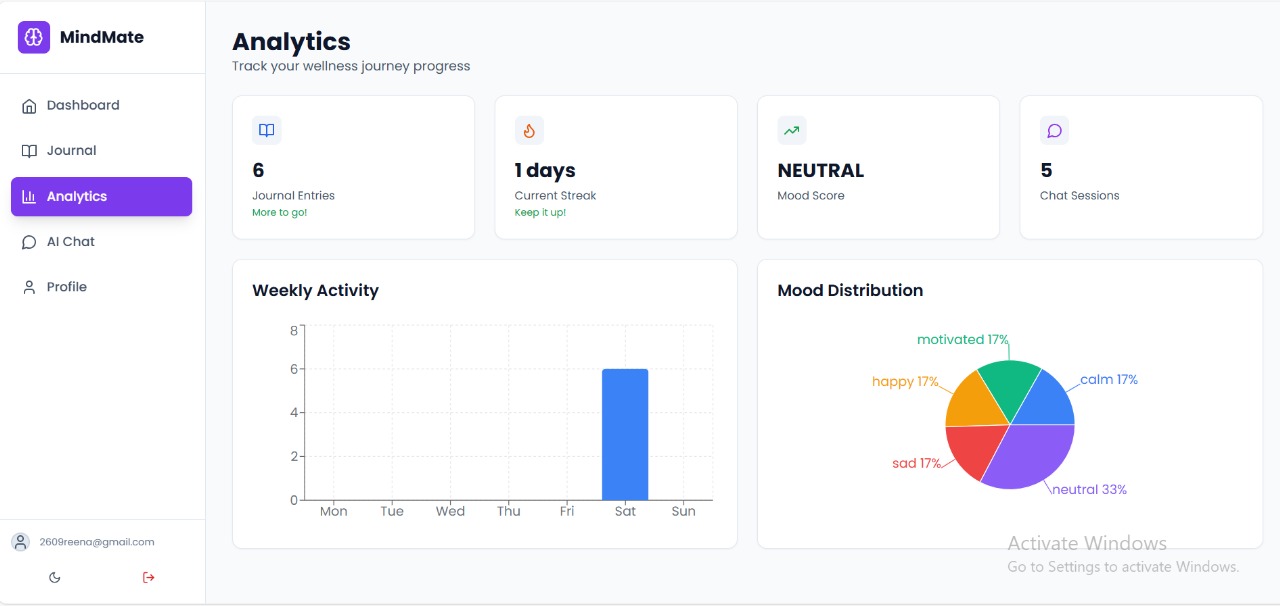 MindMate
Dashboard
Journal
Analytics
AI Chat
Profile
2609reena@gmail.com
Analytics
Track your wellness journey progress
6
Journal Entries
More to go!
1 days
Current Streak
Keep it up!
NEUTRAL
Mood Score
5
Chat Sessions
Weekly Activity
8
6
4
2
0
Mon Tue Wed Thu Fri Sat Sun
Mood Distribution
motivated 17%
calm 17%
happy 17%
sad 17%
neutral 33%
Activate Windows
Go to Settings to activate Windows.